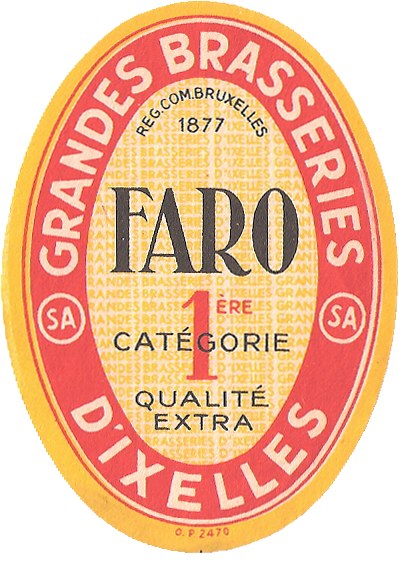 GRANDES BRASSERIES
REG.COM.BRUXELLES
1877
FARO
1ÈRE
CATÉGORIE
QUALITÉ
EXTRA
SA
SA
D'IXELLES
O.P. 2470